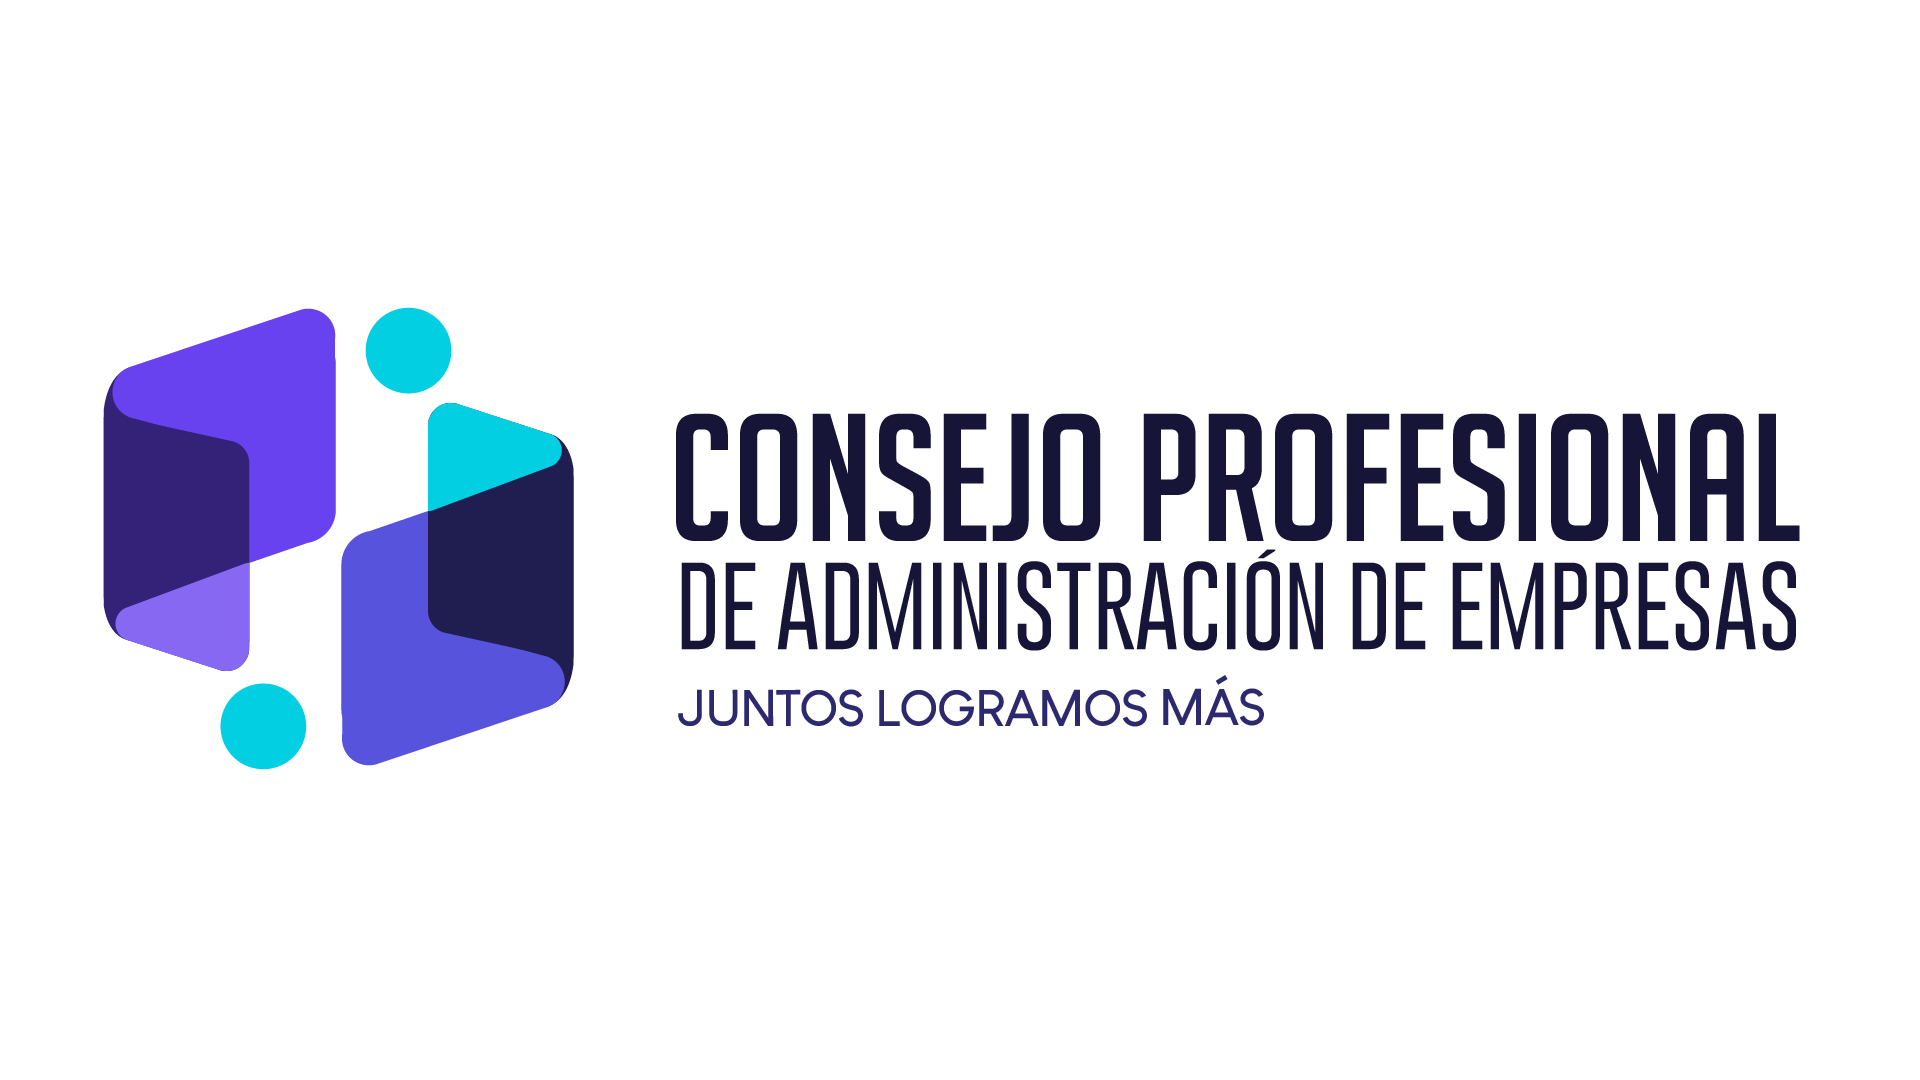 CONSEJO PROFESIONAL
DE ADMINISTRACIÓN DE EMPRESAS
JUNTOS LOGRAMOS MÁS